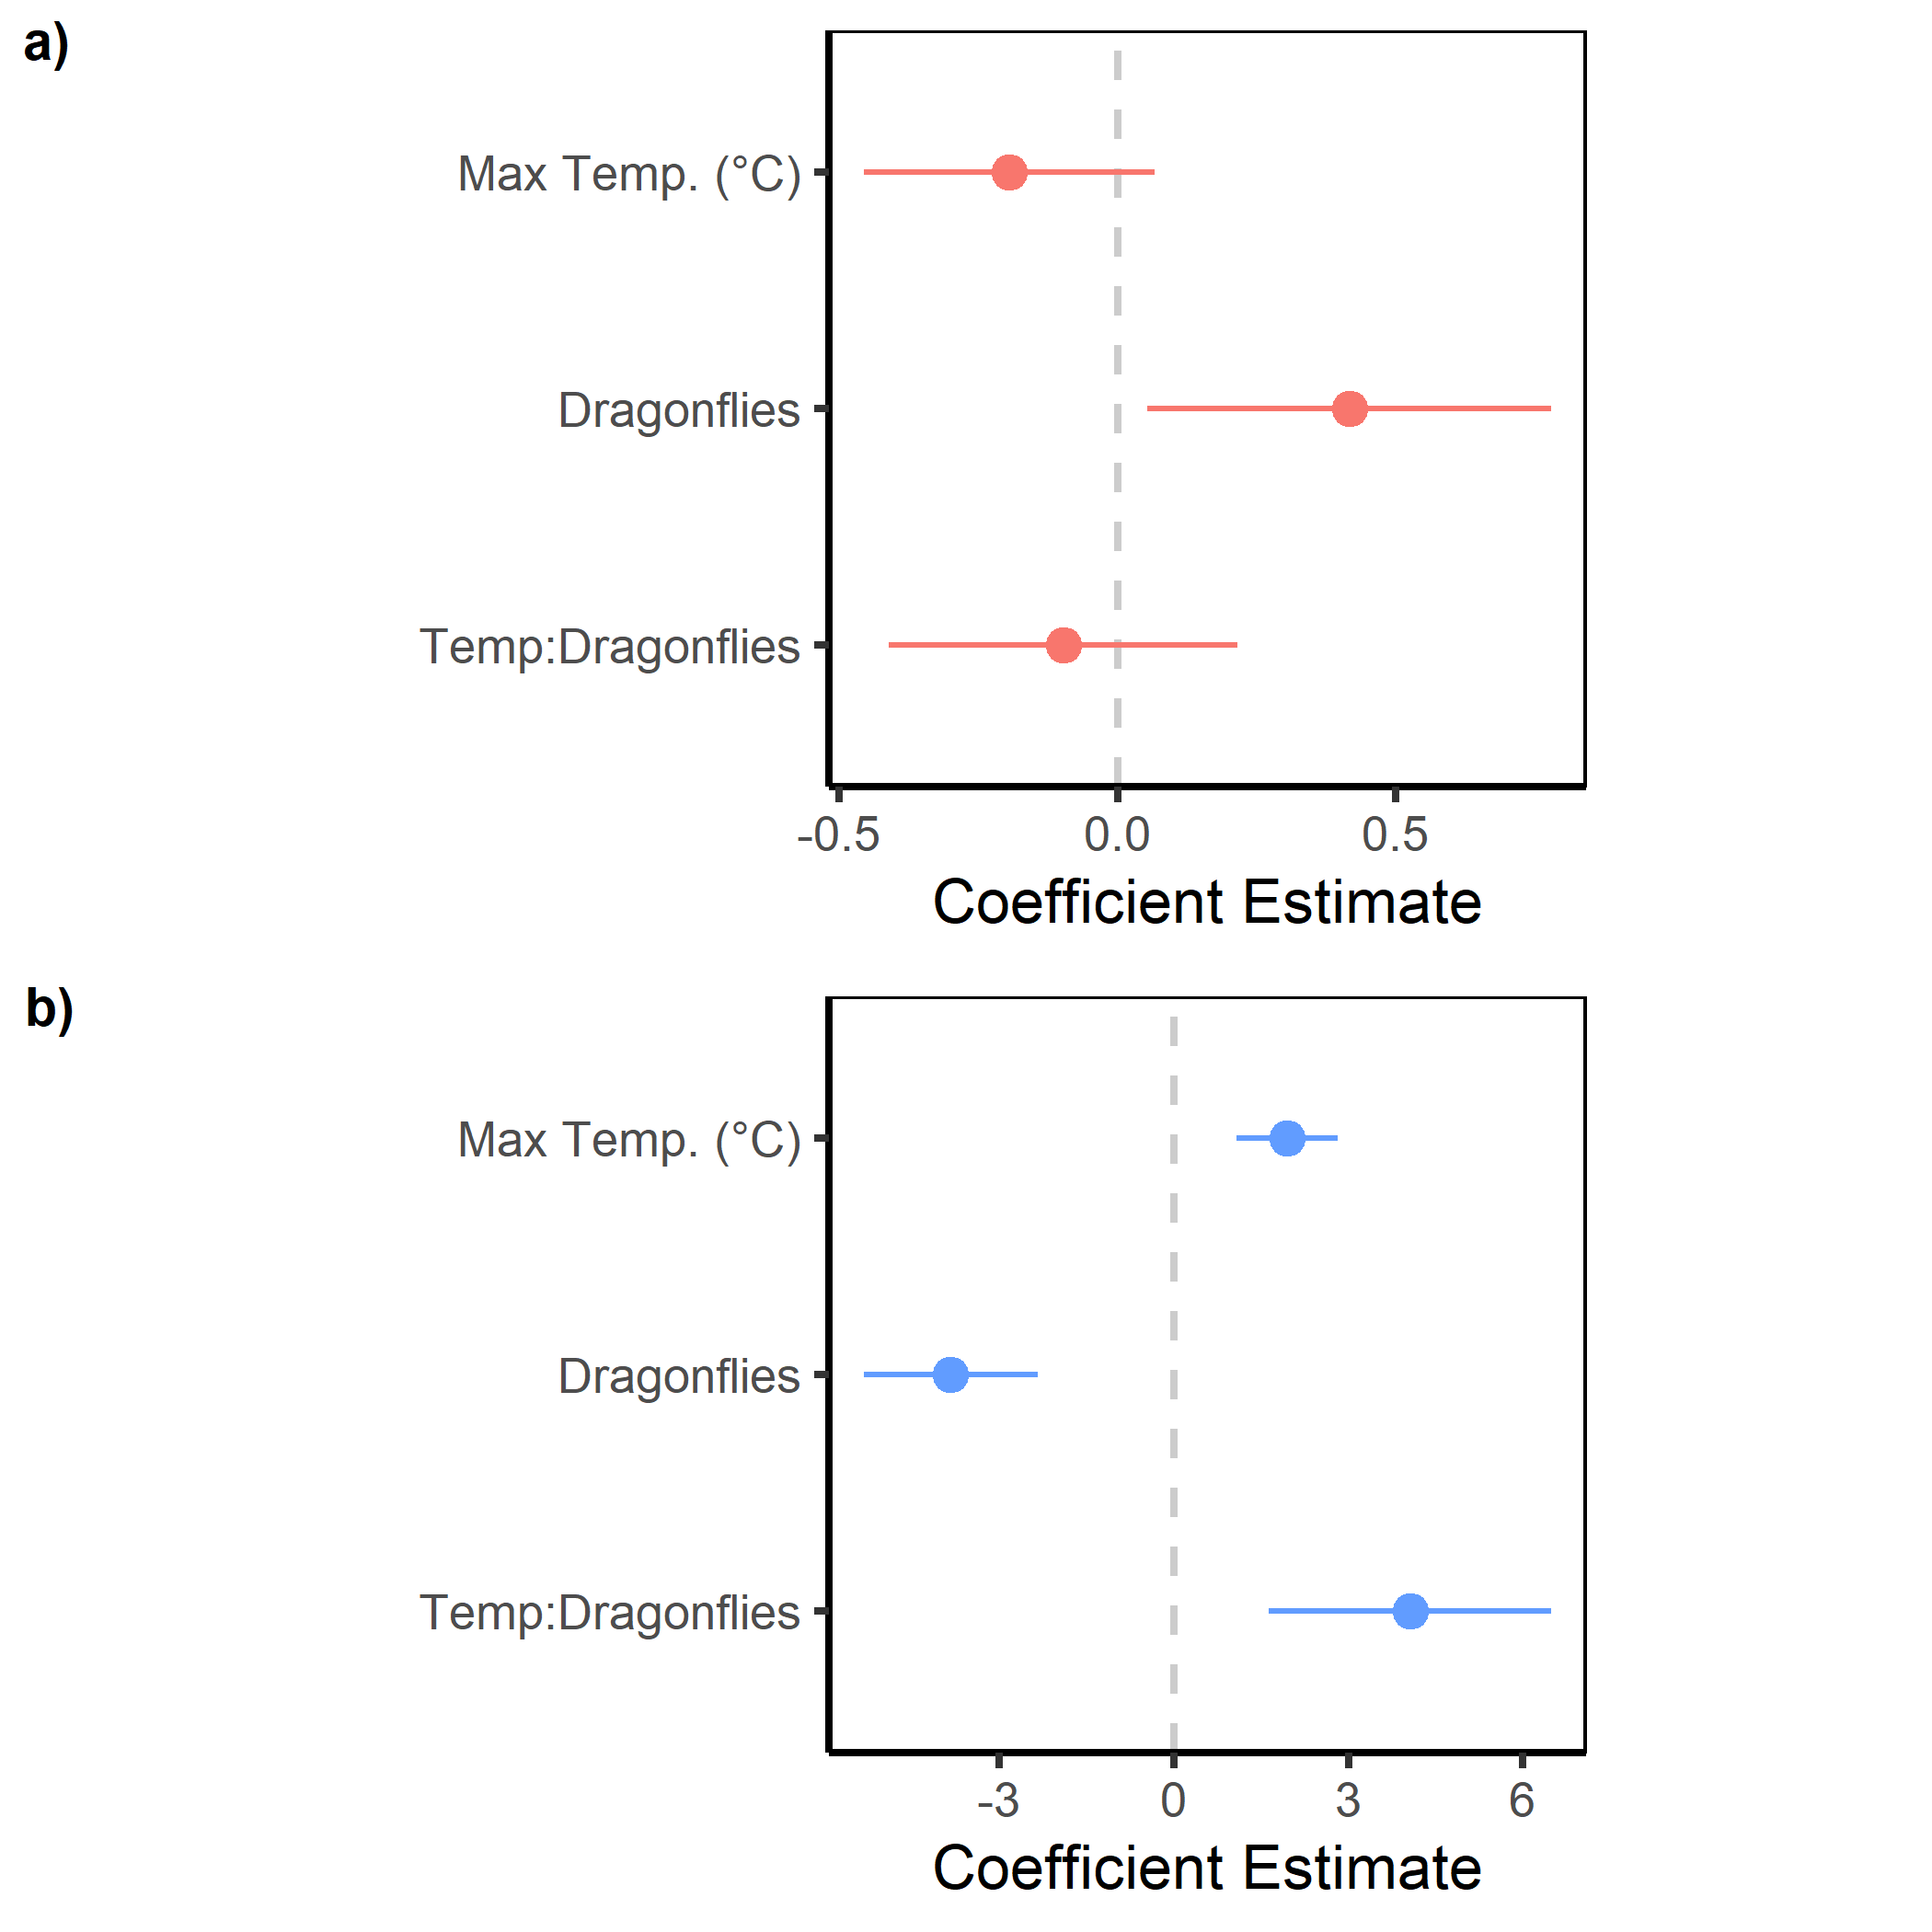 a)
Max Temp. (°C)
Dragonflies
Temp:Dragonflies
-0.5 0.0 0.5
Coefficient Estimate
b)
Max Temp. (°C)
Dragonflies
Temp:Dragonflies
-3 0 3 6
Coefficient Estimate